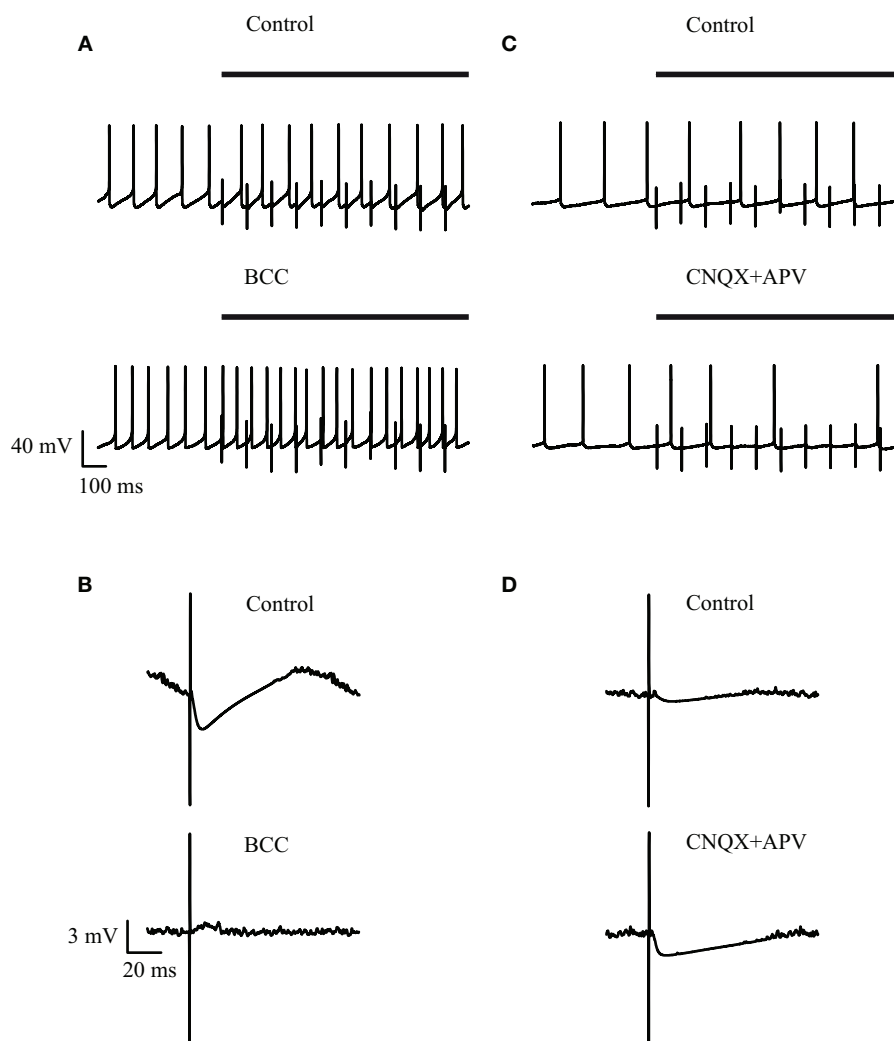 A
Control
C
Control
BCC
CNQX+APV
40 mV
100 ms
B
Control
D
Control
BCC
CNQX+APV
3 mV
20 ms